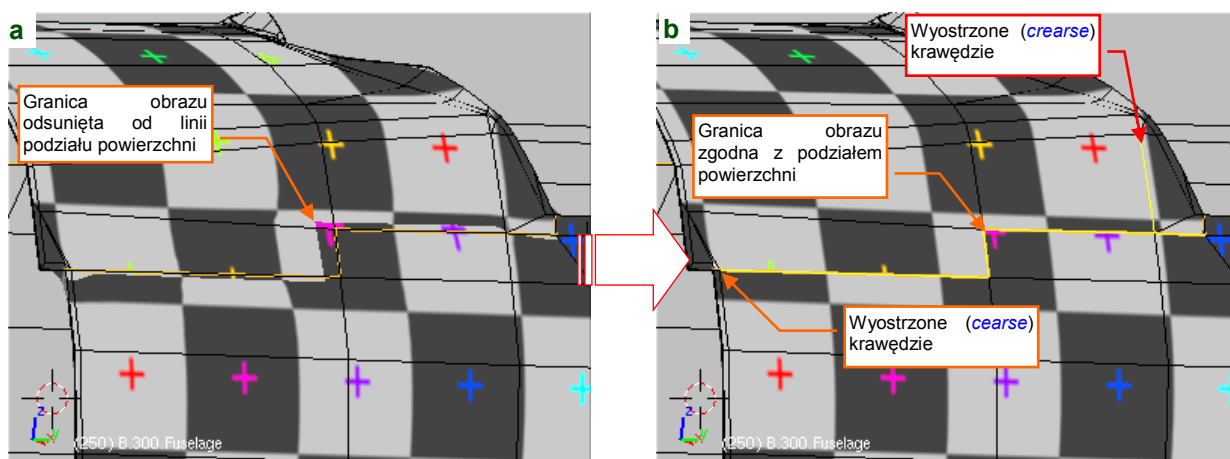 a
Granica obrazu
odsunięta od linii
podziału powierzchni
z
y
(250) B.300.Fuselage
b
Wyostrzone (crearse)
krawędzie
Granica obrazu
zgodna z podziałem
powierzchni
Wyostrzone (cearse)
krawędzie
z
y
(250) B.300.Fuselage